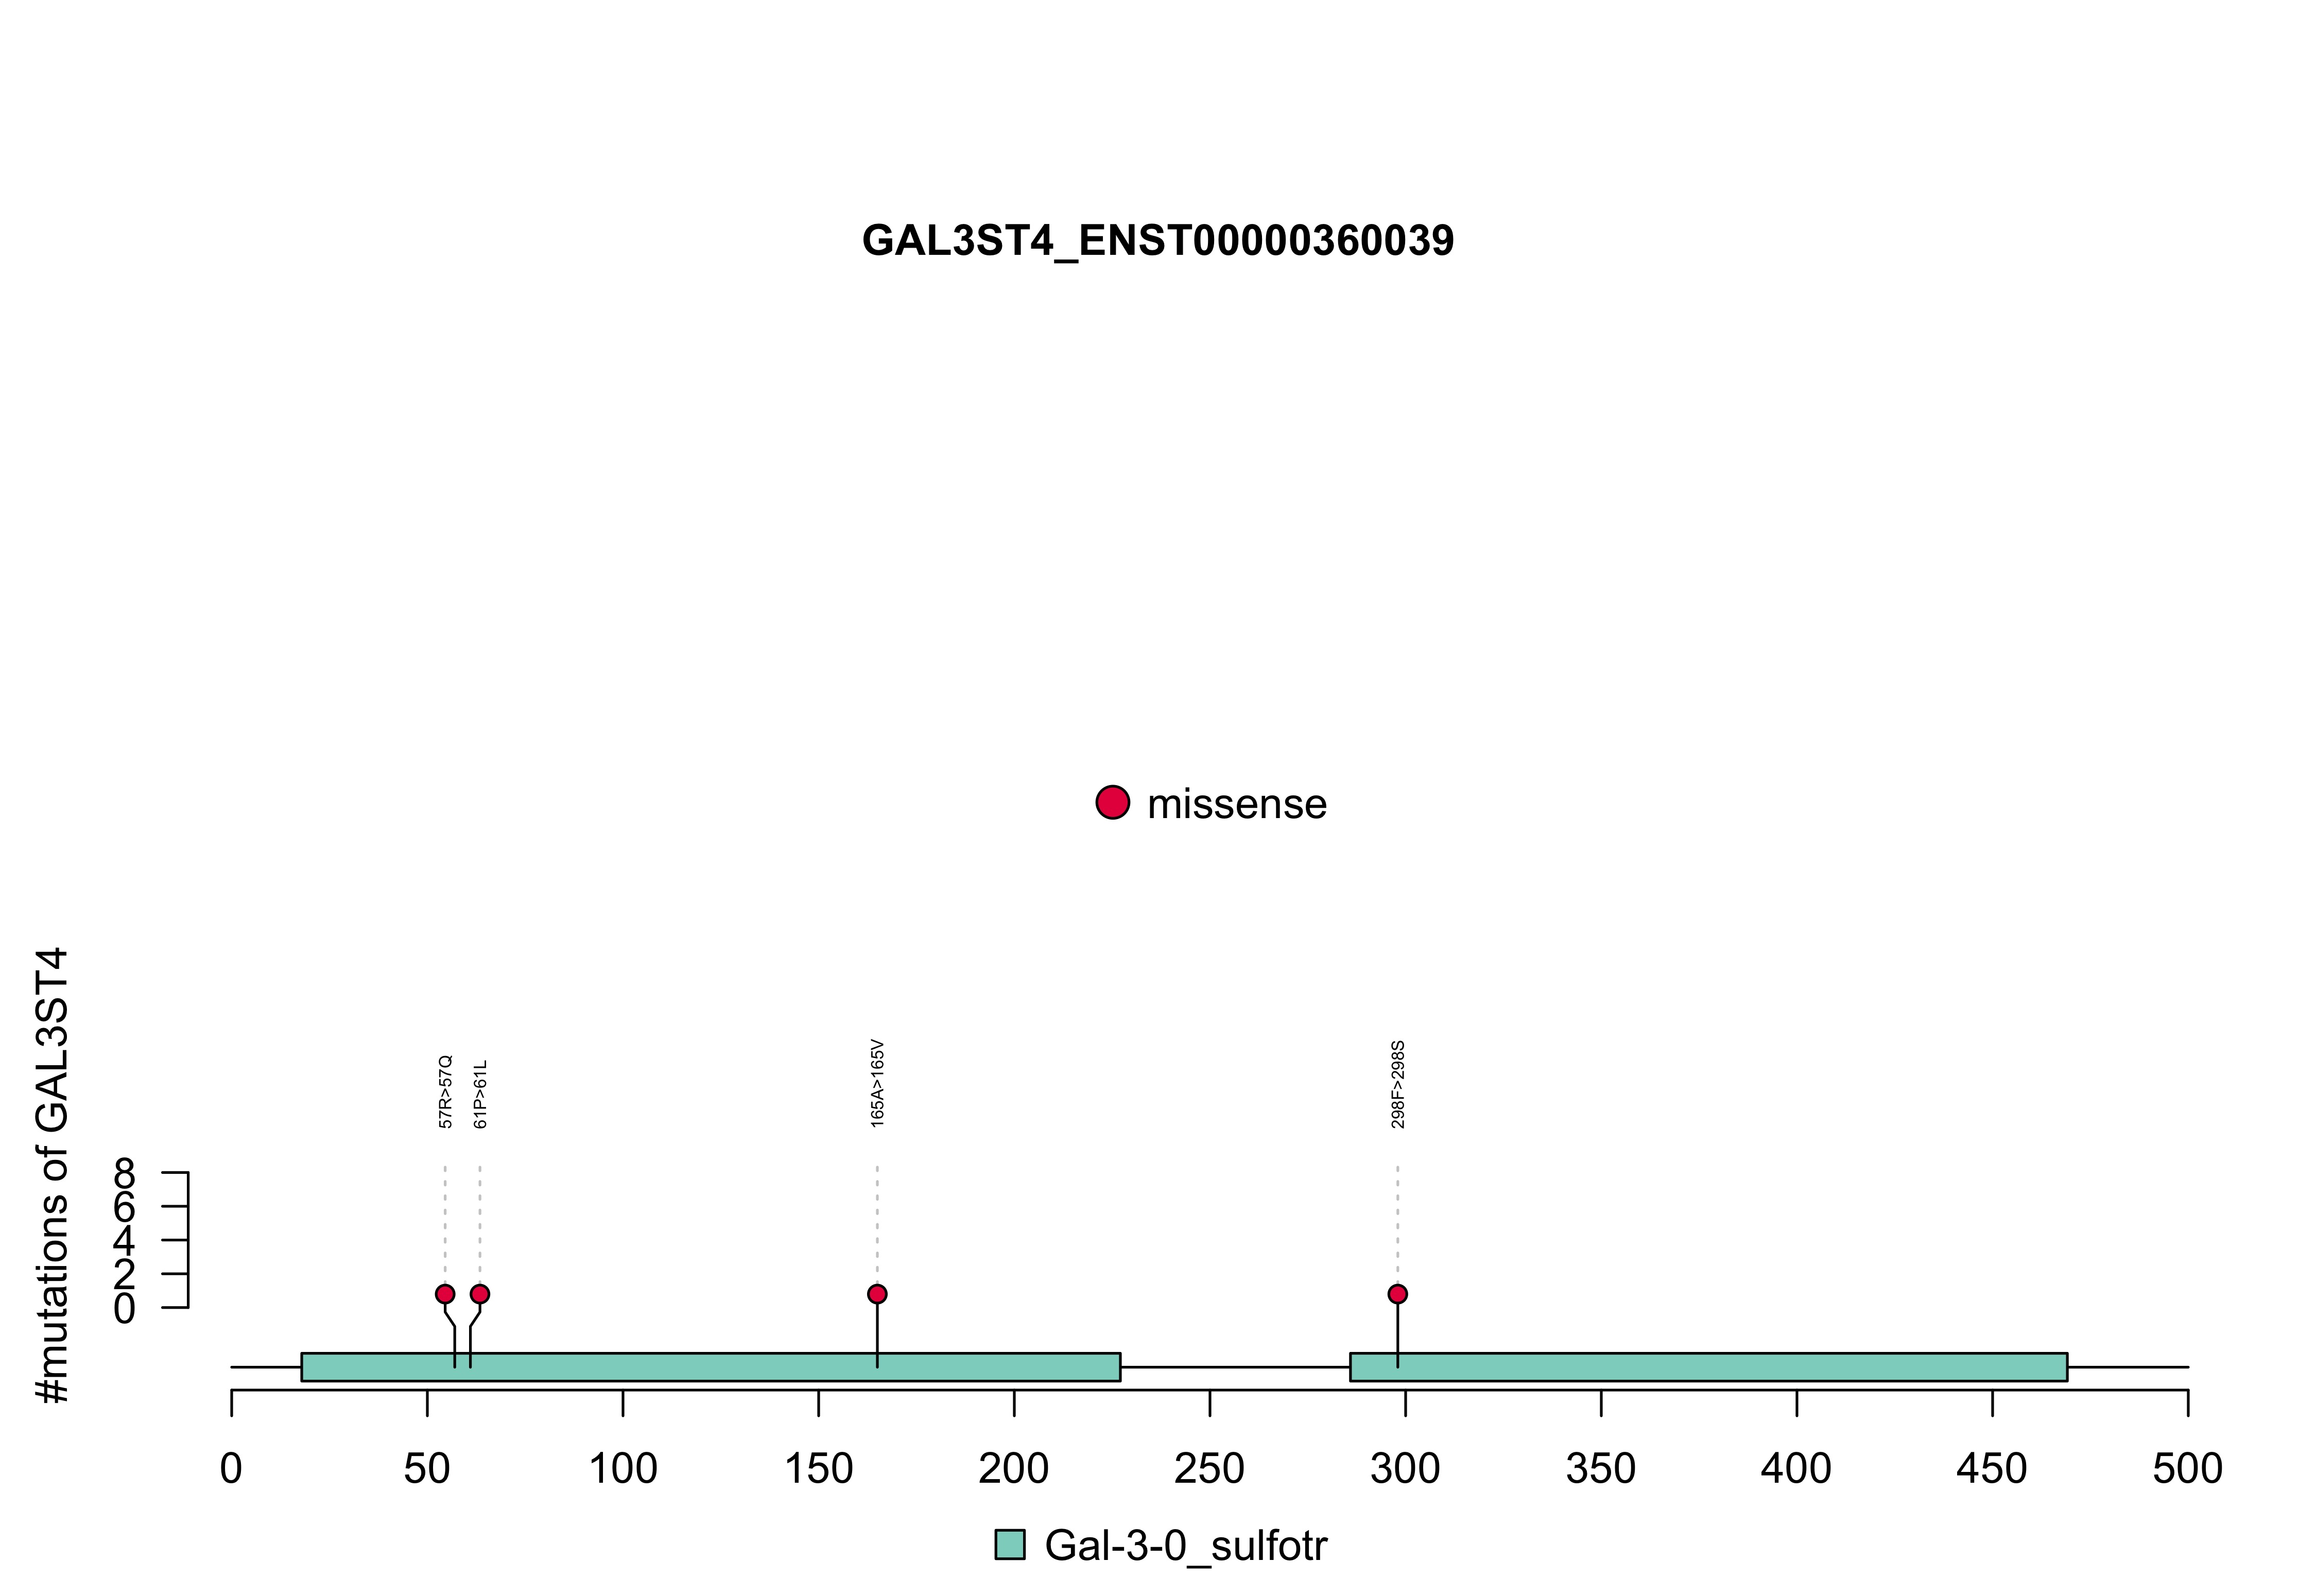 GAL3ST4_ENST00000360039
missense
#mutations of GAL3ST4
57R>57Q
61P>61L
165A>165V
298F>298S
8
6
4
2
0
0 50 100 150 200 250 300 350 400 450 500
Gal-3-0_sulfotr